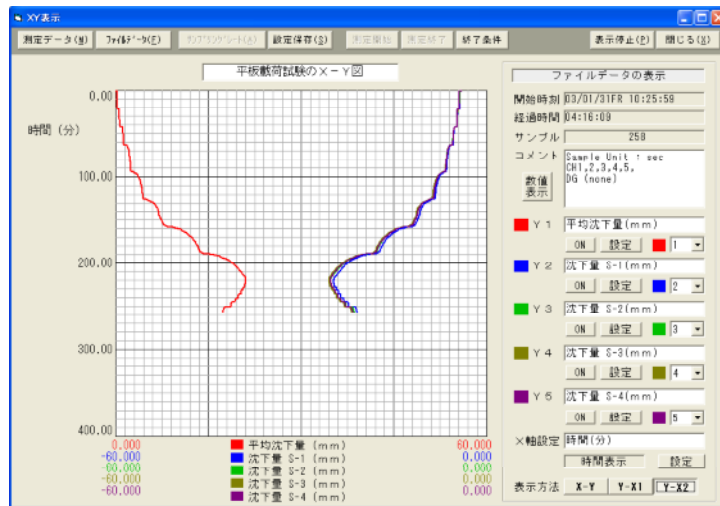 XY表示
測定データ(M) ファイルデータ(F) サンプリングレート(A) 設定保存(S) 測定開始 測定終了 終了条件 表示停止(P) 閉じる(X)
平板載荷試験のX-Y図
ファイルデータの表示
時間 (分)
0.00
100.00
200.00
300.00
400.00
0.000 平均沈下量 (mm) 60.000
-60.000 沈下量 S-1 (mm) 0.000
-60.000 沈下量 S-2 (mm) 0.000
-60.000 沈下量 S-3 (mm) 0.000
-60.000 沈下量 S-4 (mm) 0.000
開始時刻 03/01/31FR 10:25:59
経過時間 04:16:09
サンプル 258
コメント Sample Unit : sec
CH1,2,3,4,5,
DG (none)
数値
表示
Y 1 平均沈下量(mm)
ON 設定 1
Y 2 沈下量 S-1(mm)
ON 設定 2
Y 3 沈下量 S-2(mm)
ON 設定 3
Y 4 沈下量 S-3(mm)
ON 設定 4
Y 5 沈下量 S-4(mm)
ON 設定 5
X軸設定 時間(分)
時間表示 設定
表示方法 X-Y Y-X1 Y-X2